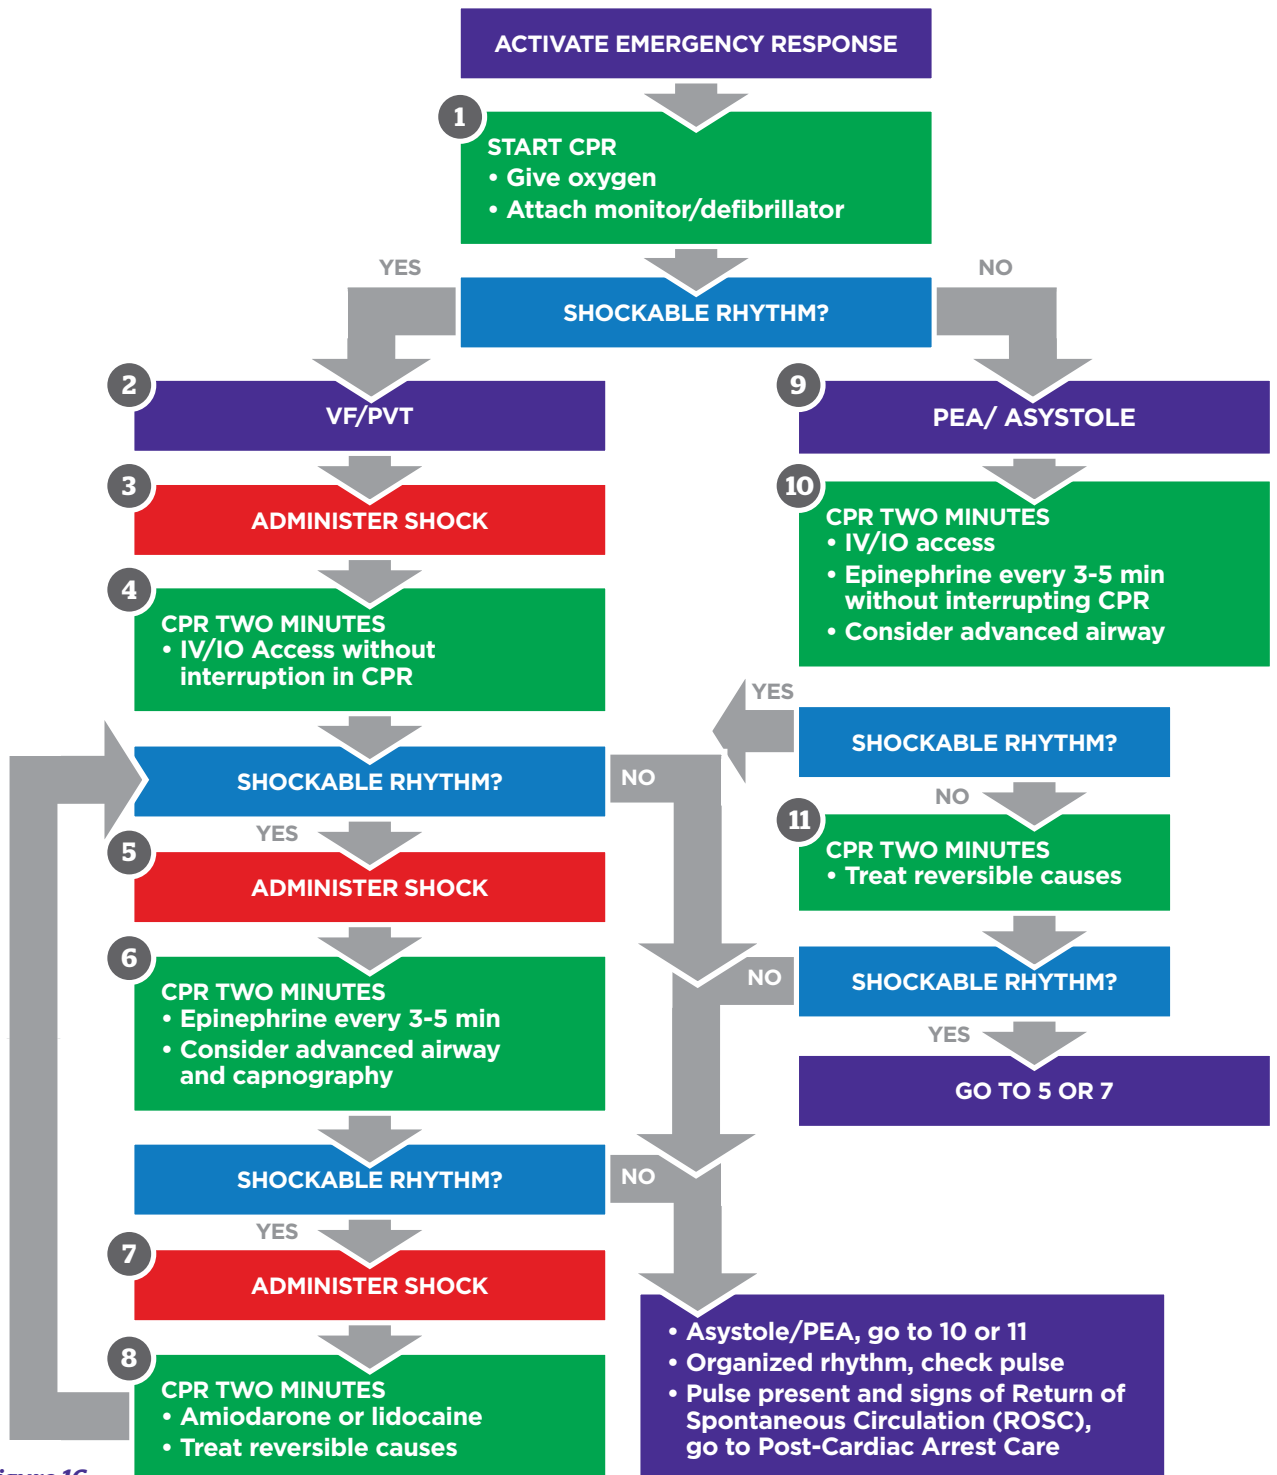 ACTIVATE EMERGENCY RESPONSE
1
START CPR
• Give oxygen
• Attach monitor/defibrillator
YES
NO
SHOCKABLE RHYTHM?
2
VF/PVT
3
ADMINISTER SHOCK
4
CPR TWO MINUTES
• IV/IO Access without
interruption in CPR
SHOCKABLE RHYTHM?
NO
YES
5
ADMINISTER SHOCK
6
CPR TWO MINUTES
• Epinephrine every 3-5 min
• Consider advanced airway
and capnography
SHOCKABLE RHYTHM?
NO
YES
7
ADMINISTER SHOCK
8
CPR TWO MINUTES
• Amiodarone or lidocaine
• Treat reversible causes
9
PEA/ ASYSTOLE
10
CPR TWO MINUTES
• IV/IO access
• Epinephrine every 3-5 min
without interrupting CPR
• Consider advanced airway
YES
SHOCKABLE RHYTHM?
NO
11
CPR TWO MINUTES
• Treat reversible causes
NO
SHOCKABLE RHYTHM?
YES
GO TO 5 OR 7
• Asystole/PEA, go to 10 or 11
• Organized rhythm, check pulse
• Pulse present and signs of Return of
Spontaneous Circulation (ROSC),
go to Post-Cardiac Arrest Care